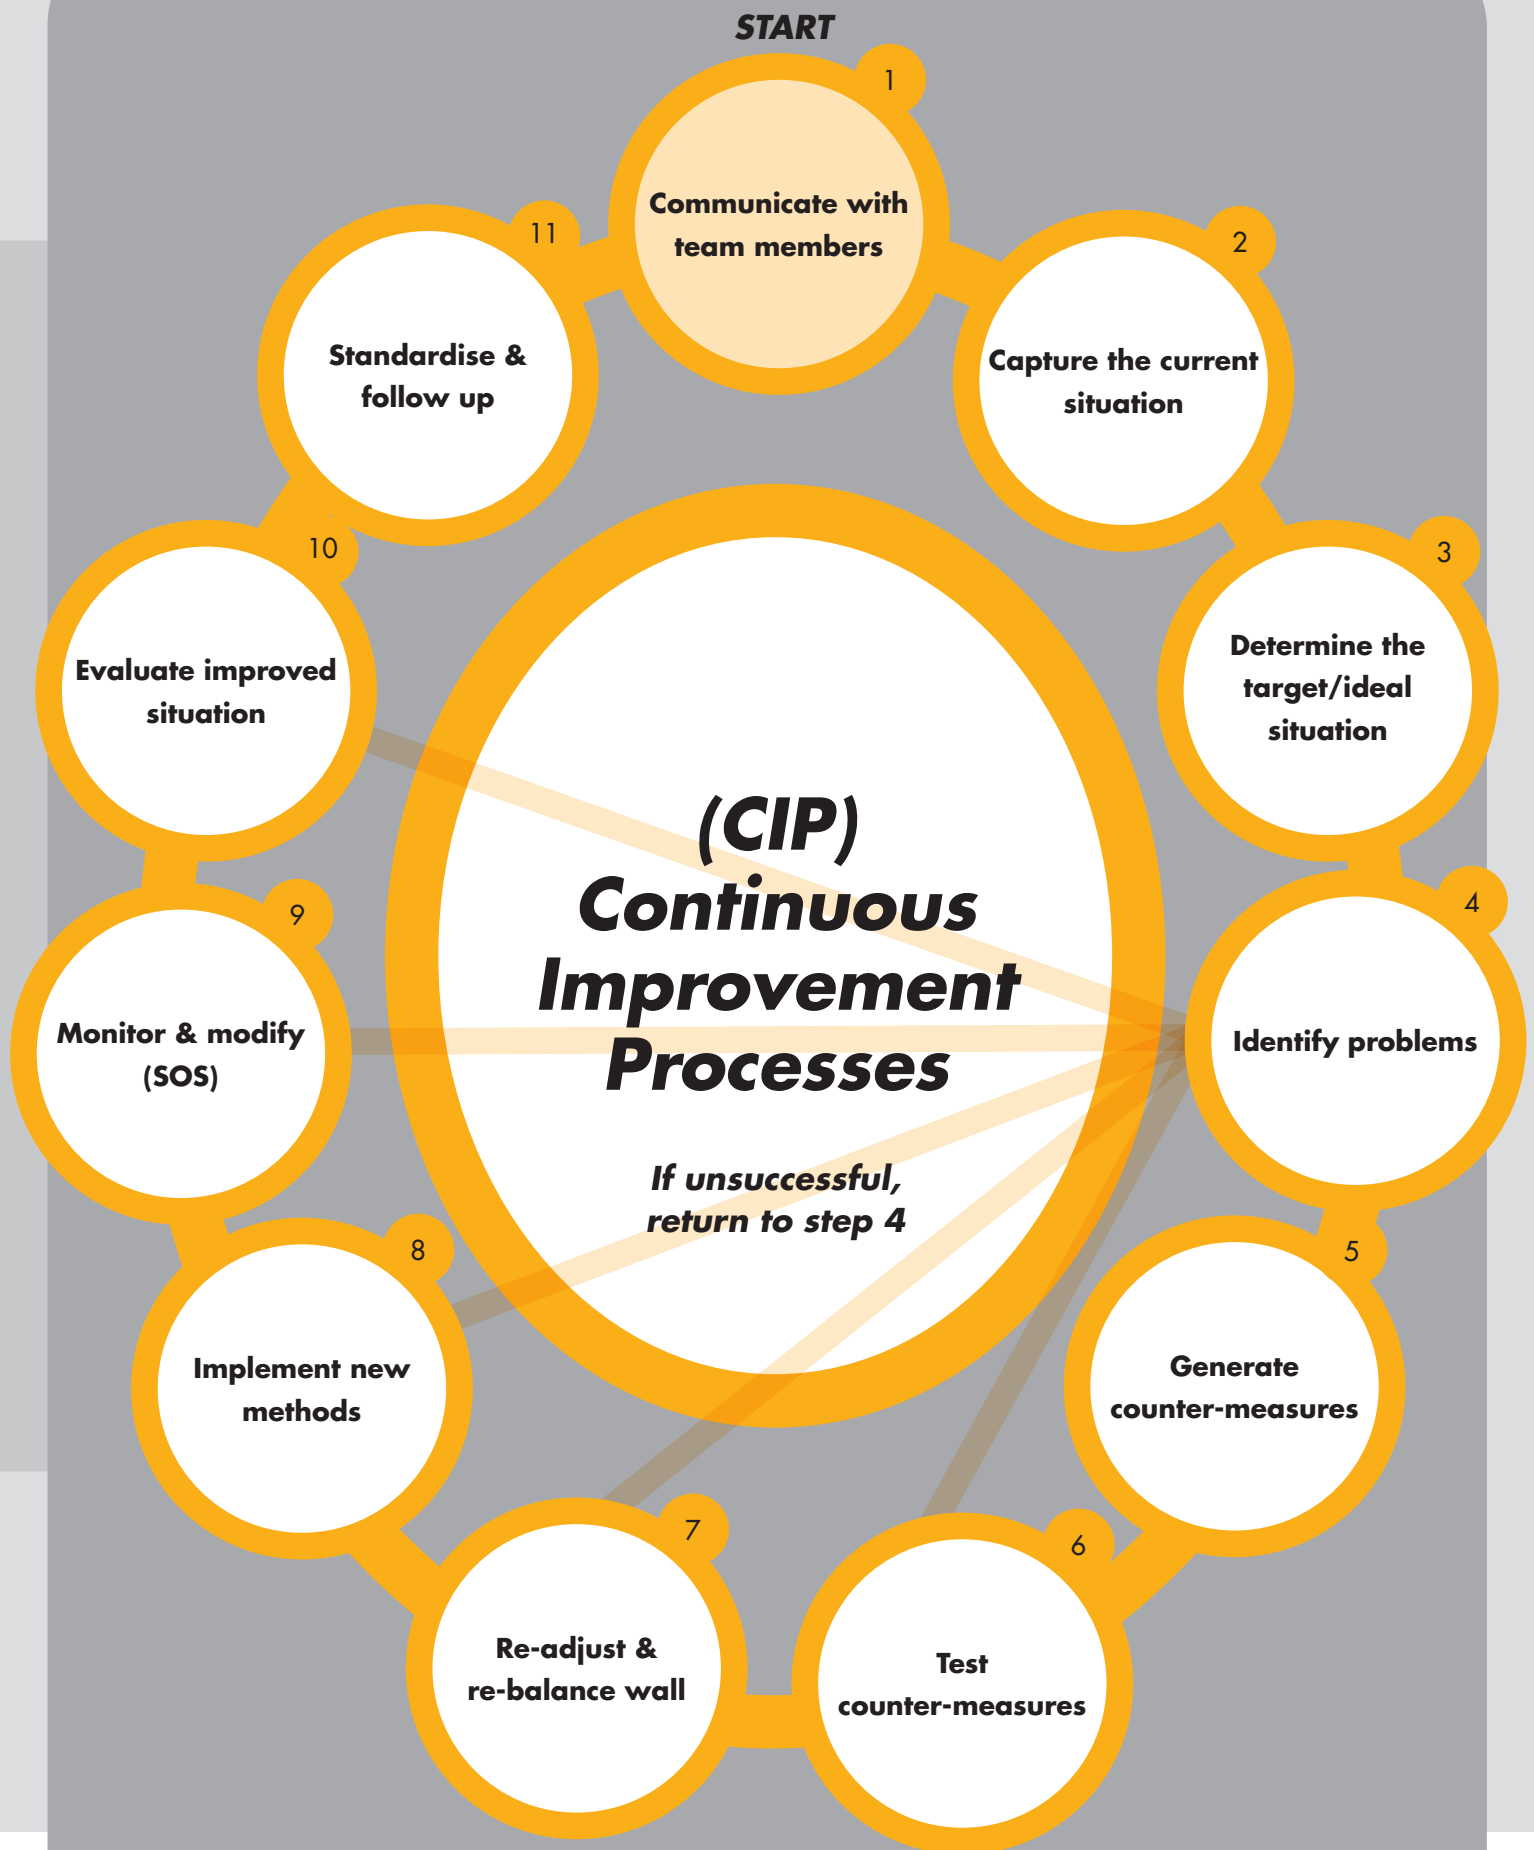 START
1
Communicate with
team members
2
Capture the current
situation
3
Determine the
target/ideal
situation
4
Identify problems
5
Generate
counter-measures
6
Test
counter-measures
7
Re-adjust &
re-balance wall
8
Implement new
methods
9
Monitor & modify
(SOS)
10
Evaluate improved
situation
11
Standardise &
follow up
(CIP)
Continuous
Improvement
Processes
If unsuccessful,
return to step 4